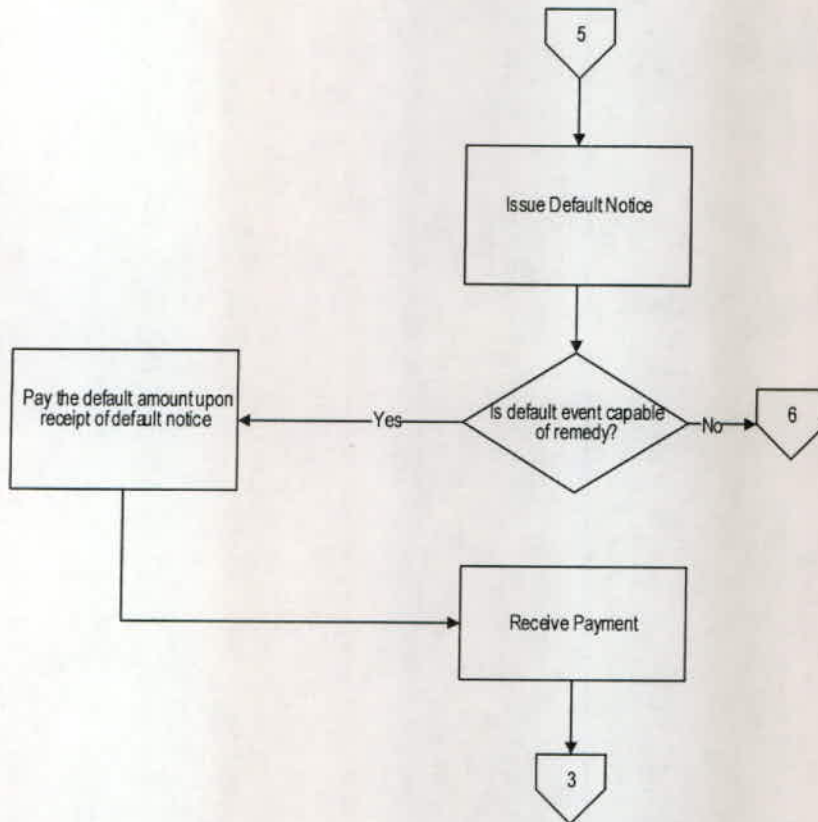 5
Issue Default Notice
Pay the default amount upon
receipt of default notice
Yes
Is default event capable
of remedy?
No
6
Receive Payment
3